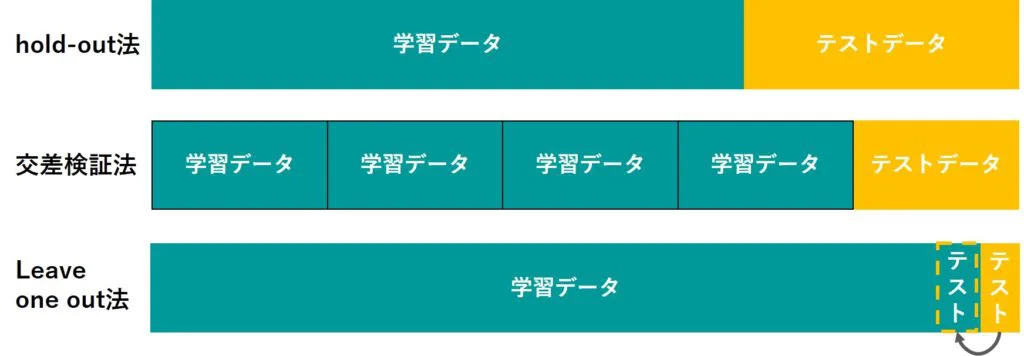 hold-out法
学習データ
テストデータ
交差検証法
学習データ
学習データ
学習データ
学習データ
テストデータ
Leave
one out法
学習データ
テスト
テスト